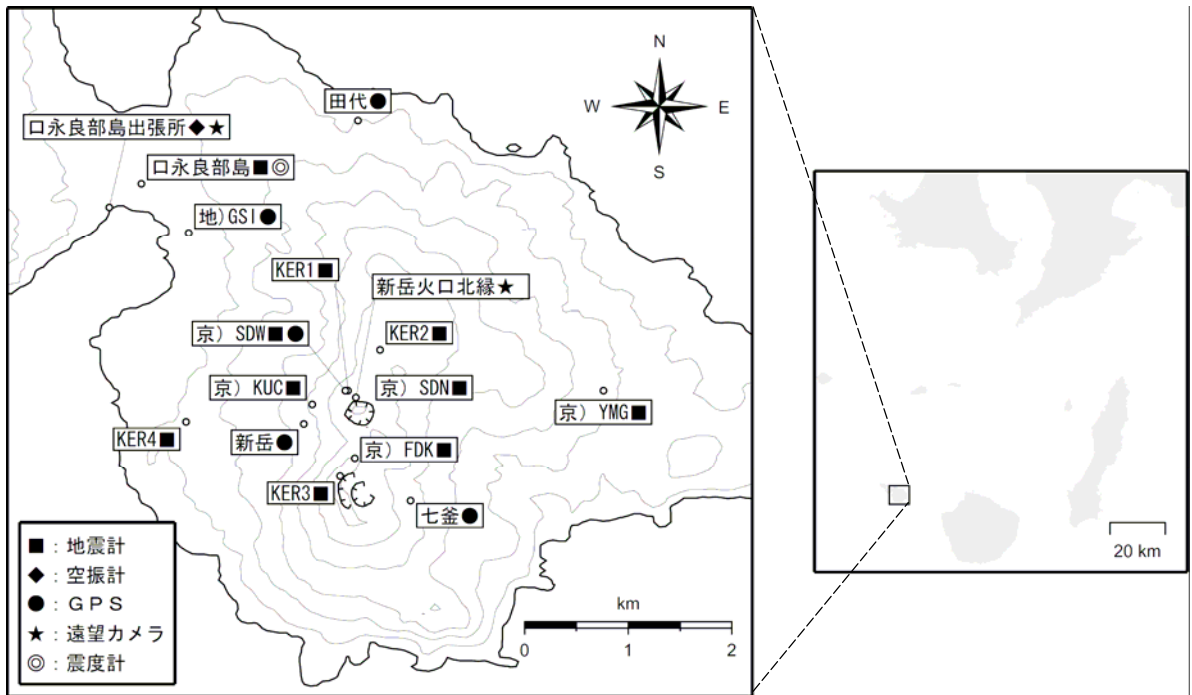 N
W
E
S
田代●
口永良部島出張所◆★
口永良部島■◎
地)GSI●
KER1■
新岳火口北縁★
京) SDW■●
KER2■
京) KUC■
京) SDN■
京) YMG■
KER4■
新岳●
京) FDK■
KER3■
七釜●
■：地震計
◆：空振計
●：ＧＰＳ
★：遠望カメラ
◎：震度計
km
0 1 2
20 km